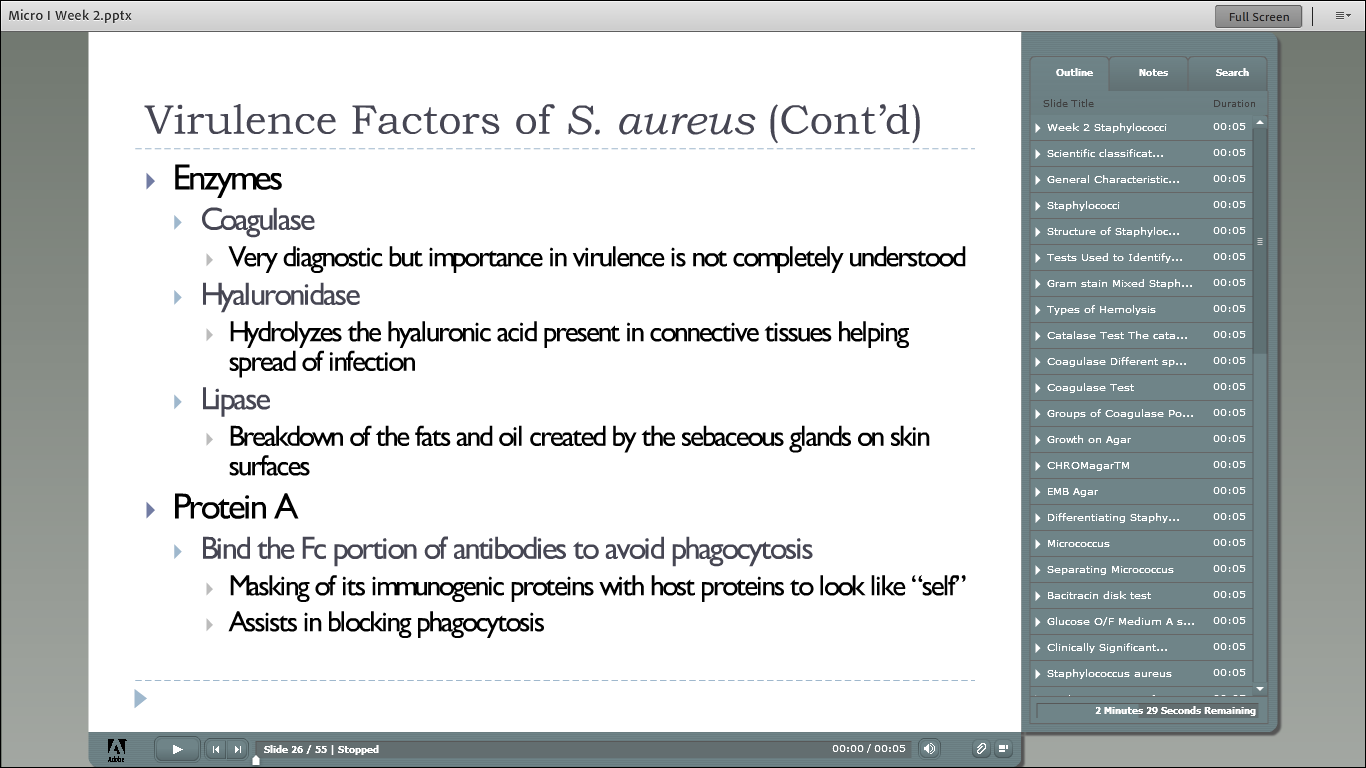 Micro I Week 2.pptx
Full Screen
Virulence Factors of S. aureus (Cont’d)
Enzymes
Coagulase
Very diagnostic but importance in virulence is not completely understood
Hyaluronidase
Hydrolyzes the hyaluronic acid present in connective tissues helping
spread of infection
Lipase
Breakdown of the fats and oil created by the sebaceous glands on skin
surfaces
Protein A
Bind the Fc portion of antibodies to avoid phagocytosis
Masking of its immunogenic proteins with host proteins to look like “self”
Assists in blocking phagocytosis
Outline Notes Search
Slide Title Duration
Week 2 Staphylococci 00:05
Scientific classificat... 00:05
General Characteristic... 00:05
Staphylococci 00:05
Structure of Staphyloc... 00:05
Tests Used to Identify... 00:05
Gram stain Mixed Staph... 00:05
Types of Hemolysis 00:05
Catalase Test The cata... 00:05
Coagulase Different sp... 00:05
Coagulase Test 00:05
Groups of Coagulase Po... 00:05
Growth on Agar 00:05
CHROMagarTM 00:05
EMB Agar 00:05
Differentiating Staphy... 00:05
Micrococcus 00:05
Separating Micrococcus 00:05
Bacitracin disk test 00:05
Glucose O/F Medium A s... 00:05
Clinically Significant... 00:05
Staphylococcus aureus 00:05
2 Minutes 29 Seconds Remaining
Adobe
Slide 26 / 55 | Stopped 00:00 / 00:05